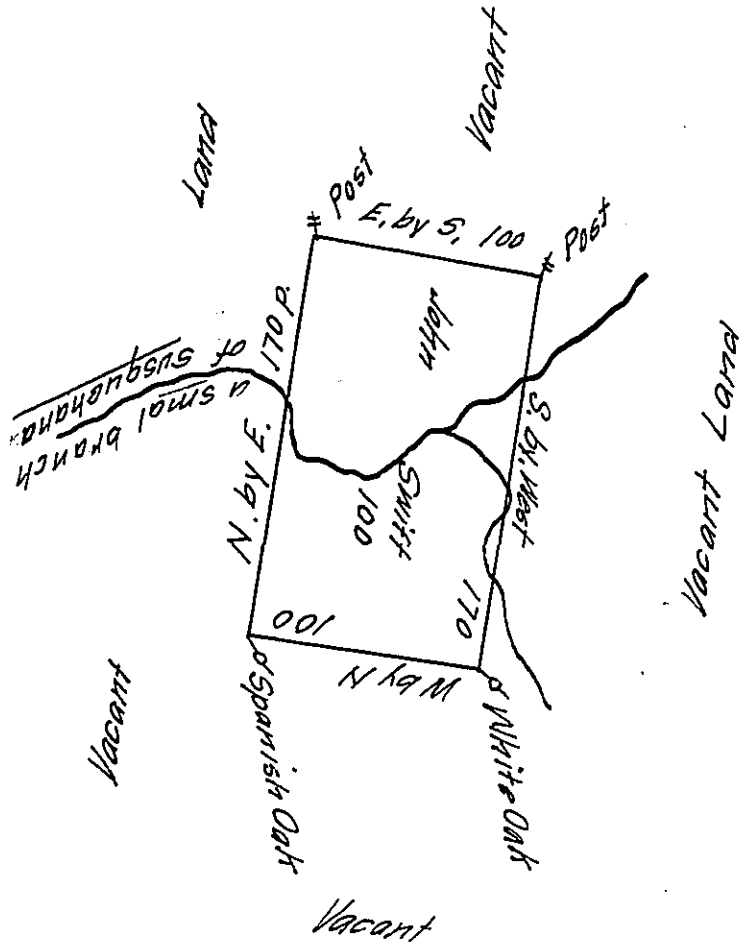 Vacant
Land
Post
E, by S, 100
Post
John
Swift
100
170 p.
N, by E,
a smal branch
of
Susquahana
S, by, West
170
100
W by N
Spanish Oak
White Oak
Vacant Land
Vacant
Vacant